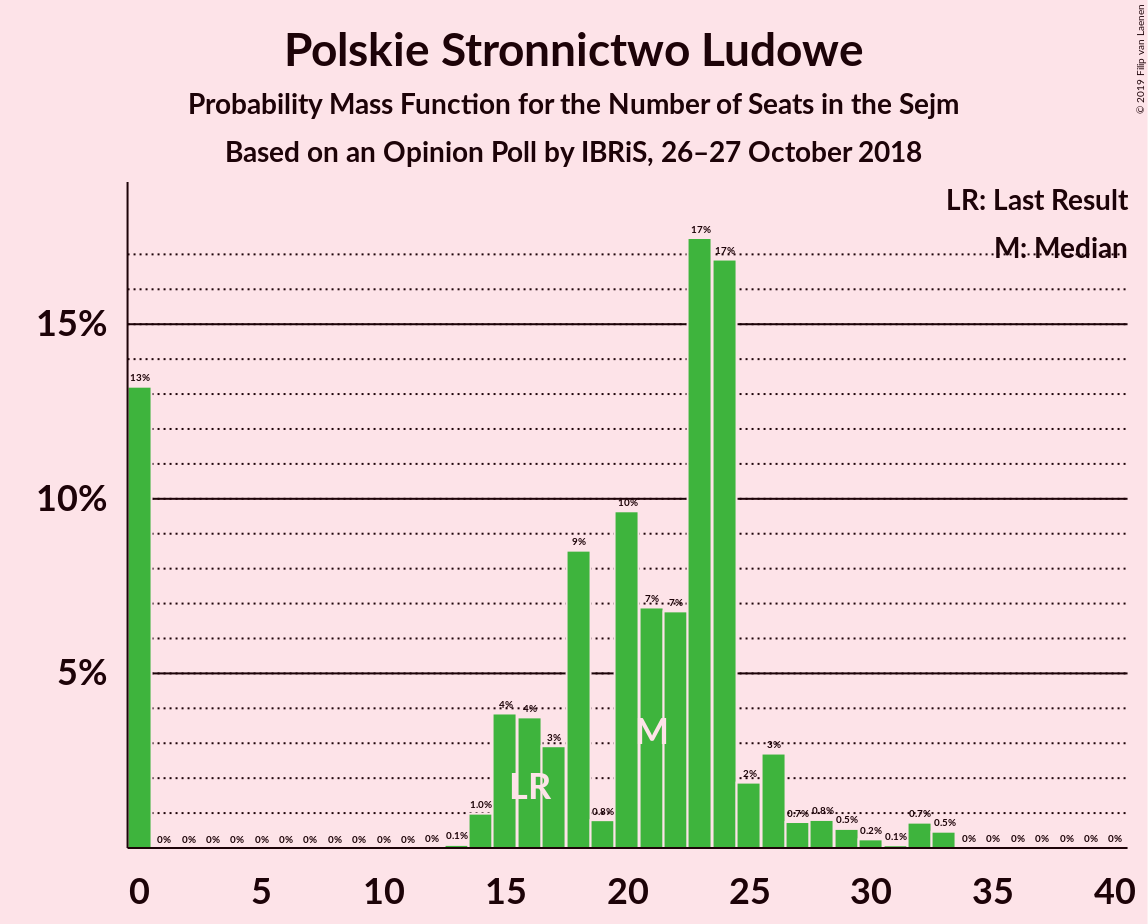 Polskie Stronnictwo Ludowe
Probability Mass Function for the Number of Seats in the Sejm
Based on an Opinion Poll by IBRiS, 26–27 October 2018
© 2019 Filip van Laenen
LR: Last Result
M: Median
15%
10%
5%
13% 0% 0% 0% 0% 0% 0% 0% 0% 0% 0% 0% 0% 0.1% 1.0% 4% 4% 3% 9% 0.8% 10% 7% 7% 17% 17% 2% 3% 0.7% 0.8% 0.5% 0.2% 0.1% 0.7% 0.5% 0% 0% 0% 0% 0% 0% 0%
LR
M
0 5 10 15 20 25 30 35 40